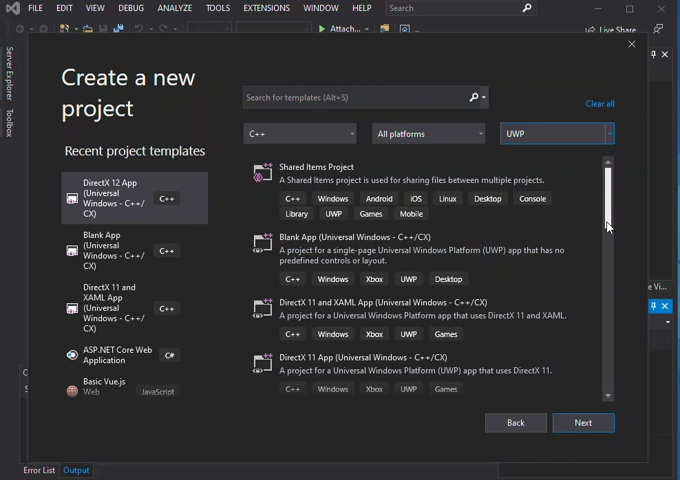 FILE EDIT VIEW DEBUG ANALYZE TOOLS EXTENSIONS WINDOW HELP Search
Attach...
Live Share
Server Explorer
Toolbox
Create a new
project
Search for templates (Alt+S)
Clear all
C++ All platforms UWP
Recent project templates
DirectX 12 App
(Universal
Windows - C++/
CX)
C++
Blank App
(Universal
Windows - C++/
CX)
C++
DirectX 11 and
XAML App
(Universal
Windows - C++/
CX)
C++
ASP.NET Core Web
Application
C#
Basic Vue.js
Web
JavaScript
Shared Items Project
A Shared Items project is used for sharing files between multiple projects.
C++ Windows Android iOS Linux Desktop Console
Library UWP Games Mobile
Blank App (Universal Windows - C++/CX)
A project for a single-page Universal Windows Platform (UWP) app that has no
predefined controls or layout.
C++ Windows Xbox UWP Desktop
DirectX 11 and XAML App (Universal Windows - C++/CX)
A project for a Universal Windows Platform app that uses DirectX 11 and XAML.
C++ Windows Xbox UWP Games
DirectX 11 App (Universal Windows - C++/CX)
A project for a Universal Windows Platform (UWP) app that uses DirectX 11.
C++ Windows Xbox UWP Games
Back Next
e Vi...
Error List Output